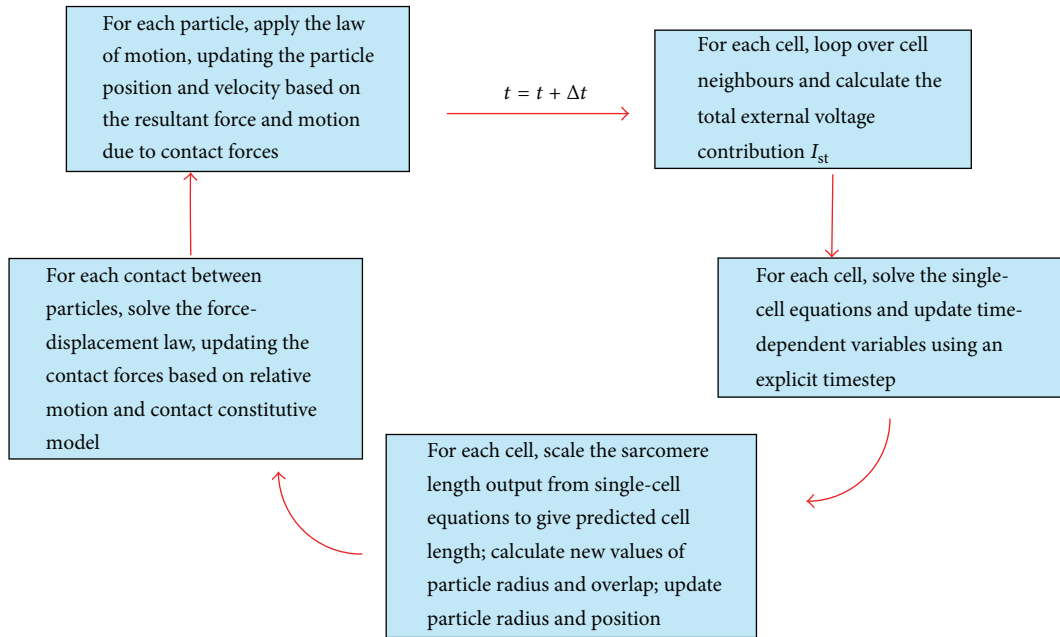 For each particle, apply the law
of motion, updating the particle
position and velocity based on
the resultant force and motion
due to contact forces
t = t + Δt
For each cell, loop over cell
neighbours and calculate the
total external voltage
contribution I_st
For each cell, solve the single-
cell equations and update time-
dependent variables using an
explicit timestep
For each cell, scale the sarcomere
length output from single-cell
equations to give predicted cell
length; calculate new values of
particle radius and overlap; update
particle radius and position
For each contact between
particles, solve the force-
displacement law, updating the
contact forces based on relative
motion and contact constitutive
model